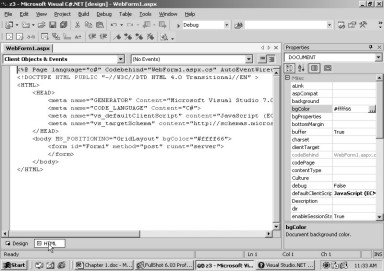 z3 - Microsoft Visual C#.NET [design] - WebForm1.aspx
File Edit View Project Build Debug Table Tools Window Help
Debug
WebForm1.aspx
Client Objects & Events
(No Events)
<%@ Page language="c#" Codebehind="WebForm1.aspx.cs" AutoEventWire
<!DOCTYPE HTML PUBLIC "-//W3C//DTD HTML 4.0 Transitional//EN" >
<HTML>
<HEAD>
<meta name="GENERATOR" Content="Microsoft Visual Studio 7.0
<meta name="CODE_LANGUAGE" Content="C#">
<meta name="vs_defaultClientScript" content="JavaScript (EC
<meta name="vs_targetSchema" content="http://schemas.micros
</HEAD>
<body MS_POSITIONING="GridLayout" bgColor="#ffff66">
<form id="Form1" method="post" runat="server">
</form>
</body>
</HTML>
Design
HTML
Properties
DOCUMENT
Misc
aLink
aspCompat
background
bgColor #ffff66
bgProperties
bottomMargin
buffer True
charset
clientTarget
codeBehind WebForm1.aspx.c
codePage
contentType
Culture
debug False
defaultClientScrip JavaScript (ECM
Description
dir
enableSessionSta True
bgColor
Document background color.
Ready Ln 1 Col 1 Ch 1 INS
Start
Chapter 1.doc - M...
FullShot 6.03 Prof...
z3 - Microsoft Vi...
Visual Studio .NET ...
11:33 AM